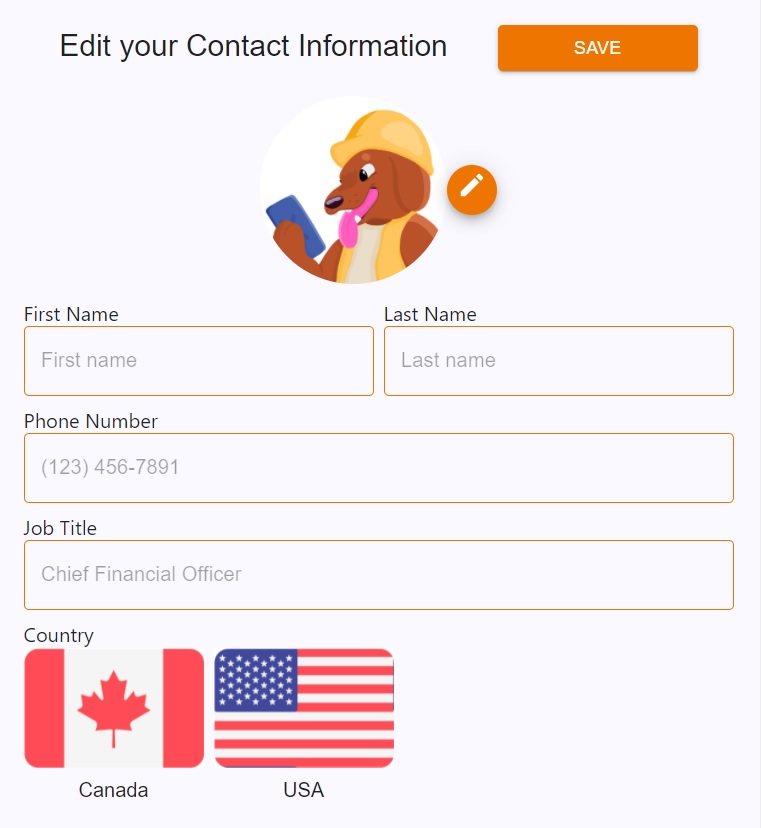 Edit your Contact Information
SAVE
First Name Last Name
First name Last name
Phone Number
(123) 456-7891
Job Title
Chief Financial Officer
Country
Canada USA